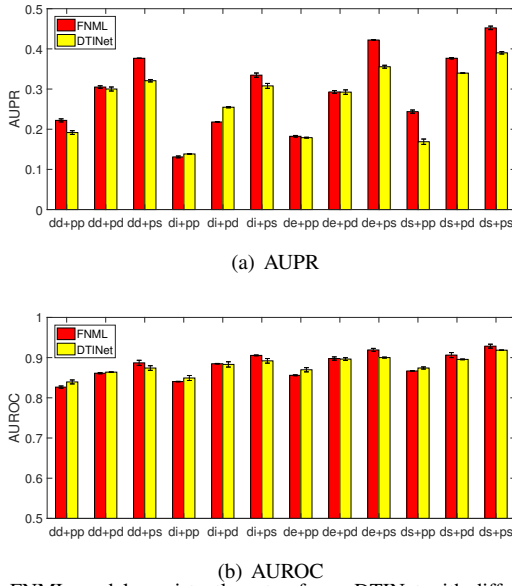 0.5
0.4
0.3
0.2
0.1
0
AUPR
FNML
DTINet
dd+pp dd+pd dd+ps di+pp di+pd di+ps de+pp de+pd de+ps ds+pp ds+pd ds+ps
(a) AUPR
1
0.9
0.8
0.7
0.6
0.5
AUROC
FNML
DTINet
dd+pp dd+pd dd+ps di+pp di+pd di+ps de+pp de+pd de+ps ds+pp ds+pd ds+ps
(b) AUROC